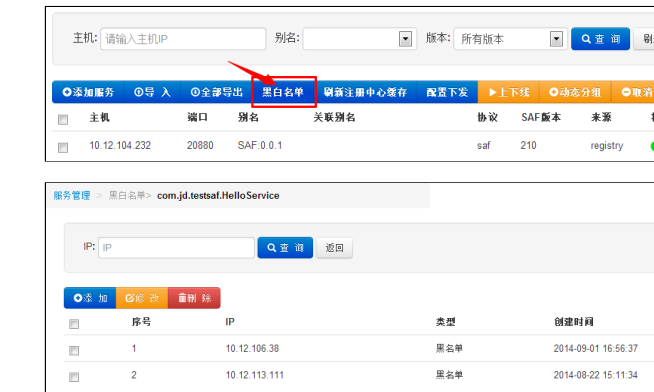 主机: 请输入主机IP 别名: 版本: 所有版本 查 询
添加服务 导 入 全部导出 黑白名单 刷新注册中心缓存 配置下发 上下线 动态分组
主机 端口 别名 关联别名 协议 SAF版本 来源
10.12.104.232 20880 SAF:0.0.1 saf 210 registry
服务管理 > 黑白名单> com.jd.testsaf.HelloService
IP: IP 查 询 返回
添 加 修 改 删 除
序号 IP 类型 创建时间
1 10.12.106.38 黑名单 2014-09-01 16:56:37
2 10.12.113.111 黑名单 2014-08-22 15:11:34